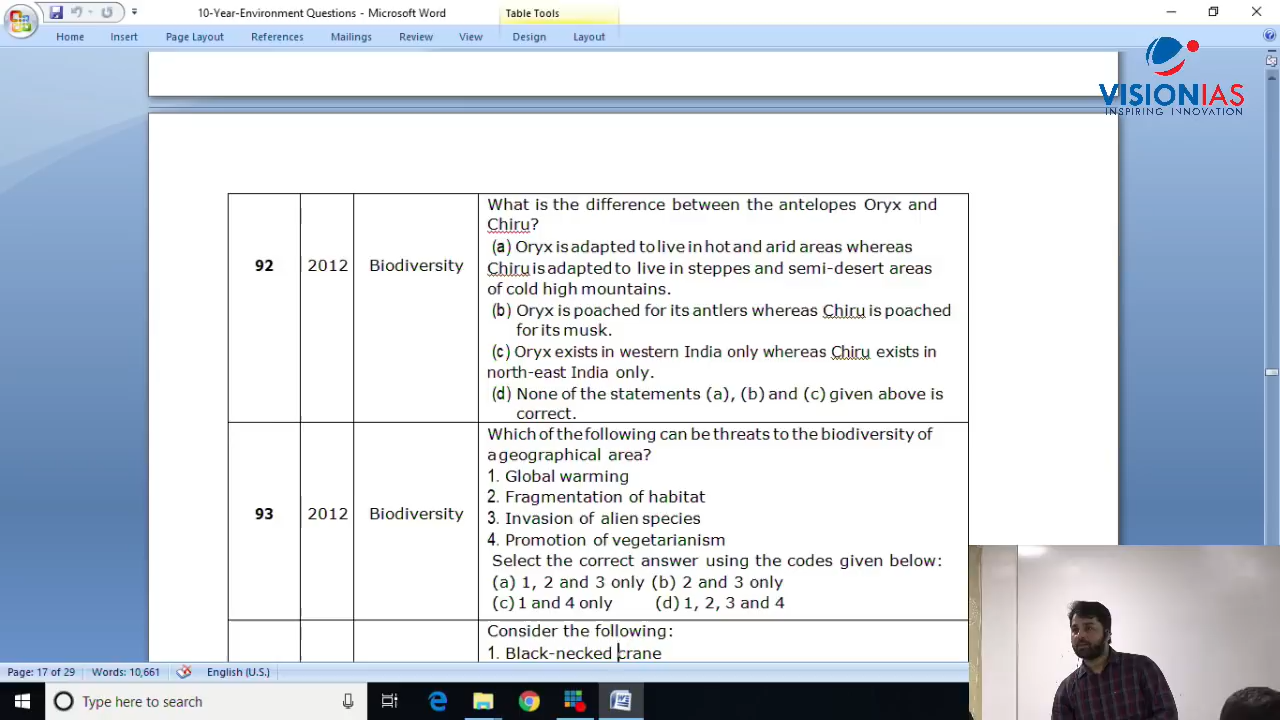 10-Year-Environment Questions - Microsoft Word
Table Tools
Home Insert Page Layout References Mailings Review View Design Layout
VISIONIAS
INSPIRING INNOVATION
92
2012
Biodiversity
What is the difference between the antelopes Oryx and
Chiru?
(a) Oryx is adapted to live in hot and arid areas whereas
Chiru is adapted to live in steppes and semi-desert areas
of cold high mountains.
(b) Oryx is poached for its antlers whereas Chiru is poached
for its musk.
(c) Oryx exists in western India only whereas Chiru exists in
north-east India only.
(d) None of the statements (a), (b) and (c) given above is
correct.
93
2012
Biodiversity
Which of the following can be threats to the biodiversity of
a geographical area?
1. Global warming
2. Fragmentation of habitat
3. Invasion of alien species
4. Promotion of vegetarianism
Select the correct answer using the codes given below:
(a) 1, 2 and 3 only (b) 2 and 3 only
(c) 1 and 4 only (d) 1, 2, 3 and 4
Consider the following:
1. Black-necked crane
Page: 17 of 29 Words: 10,661 English (U.S.)
Type here to search